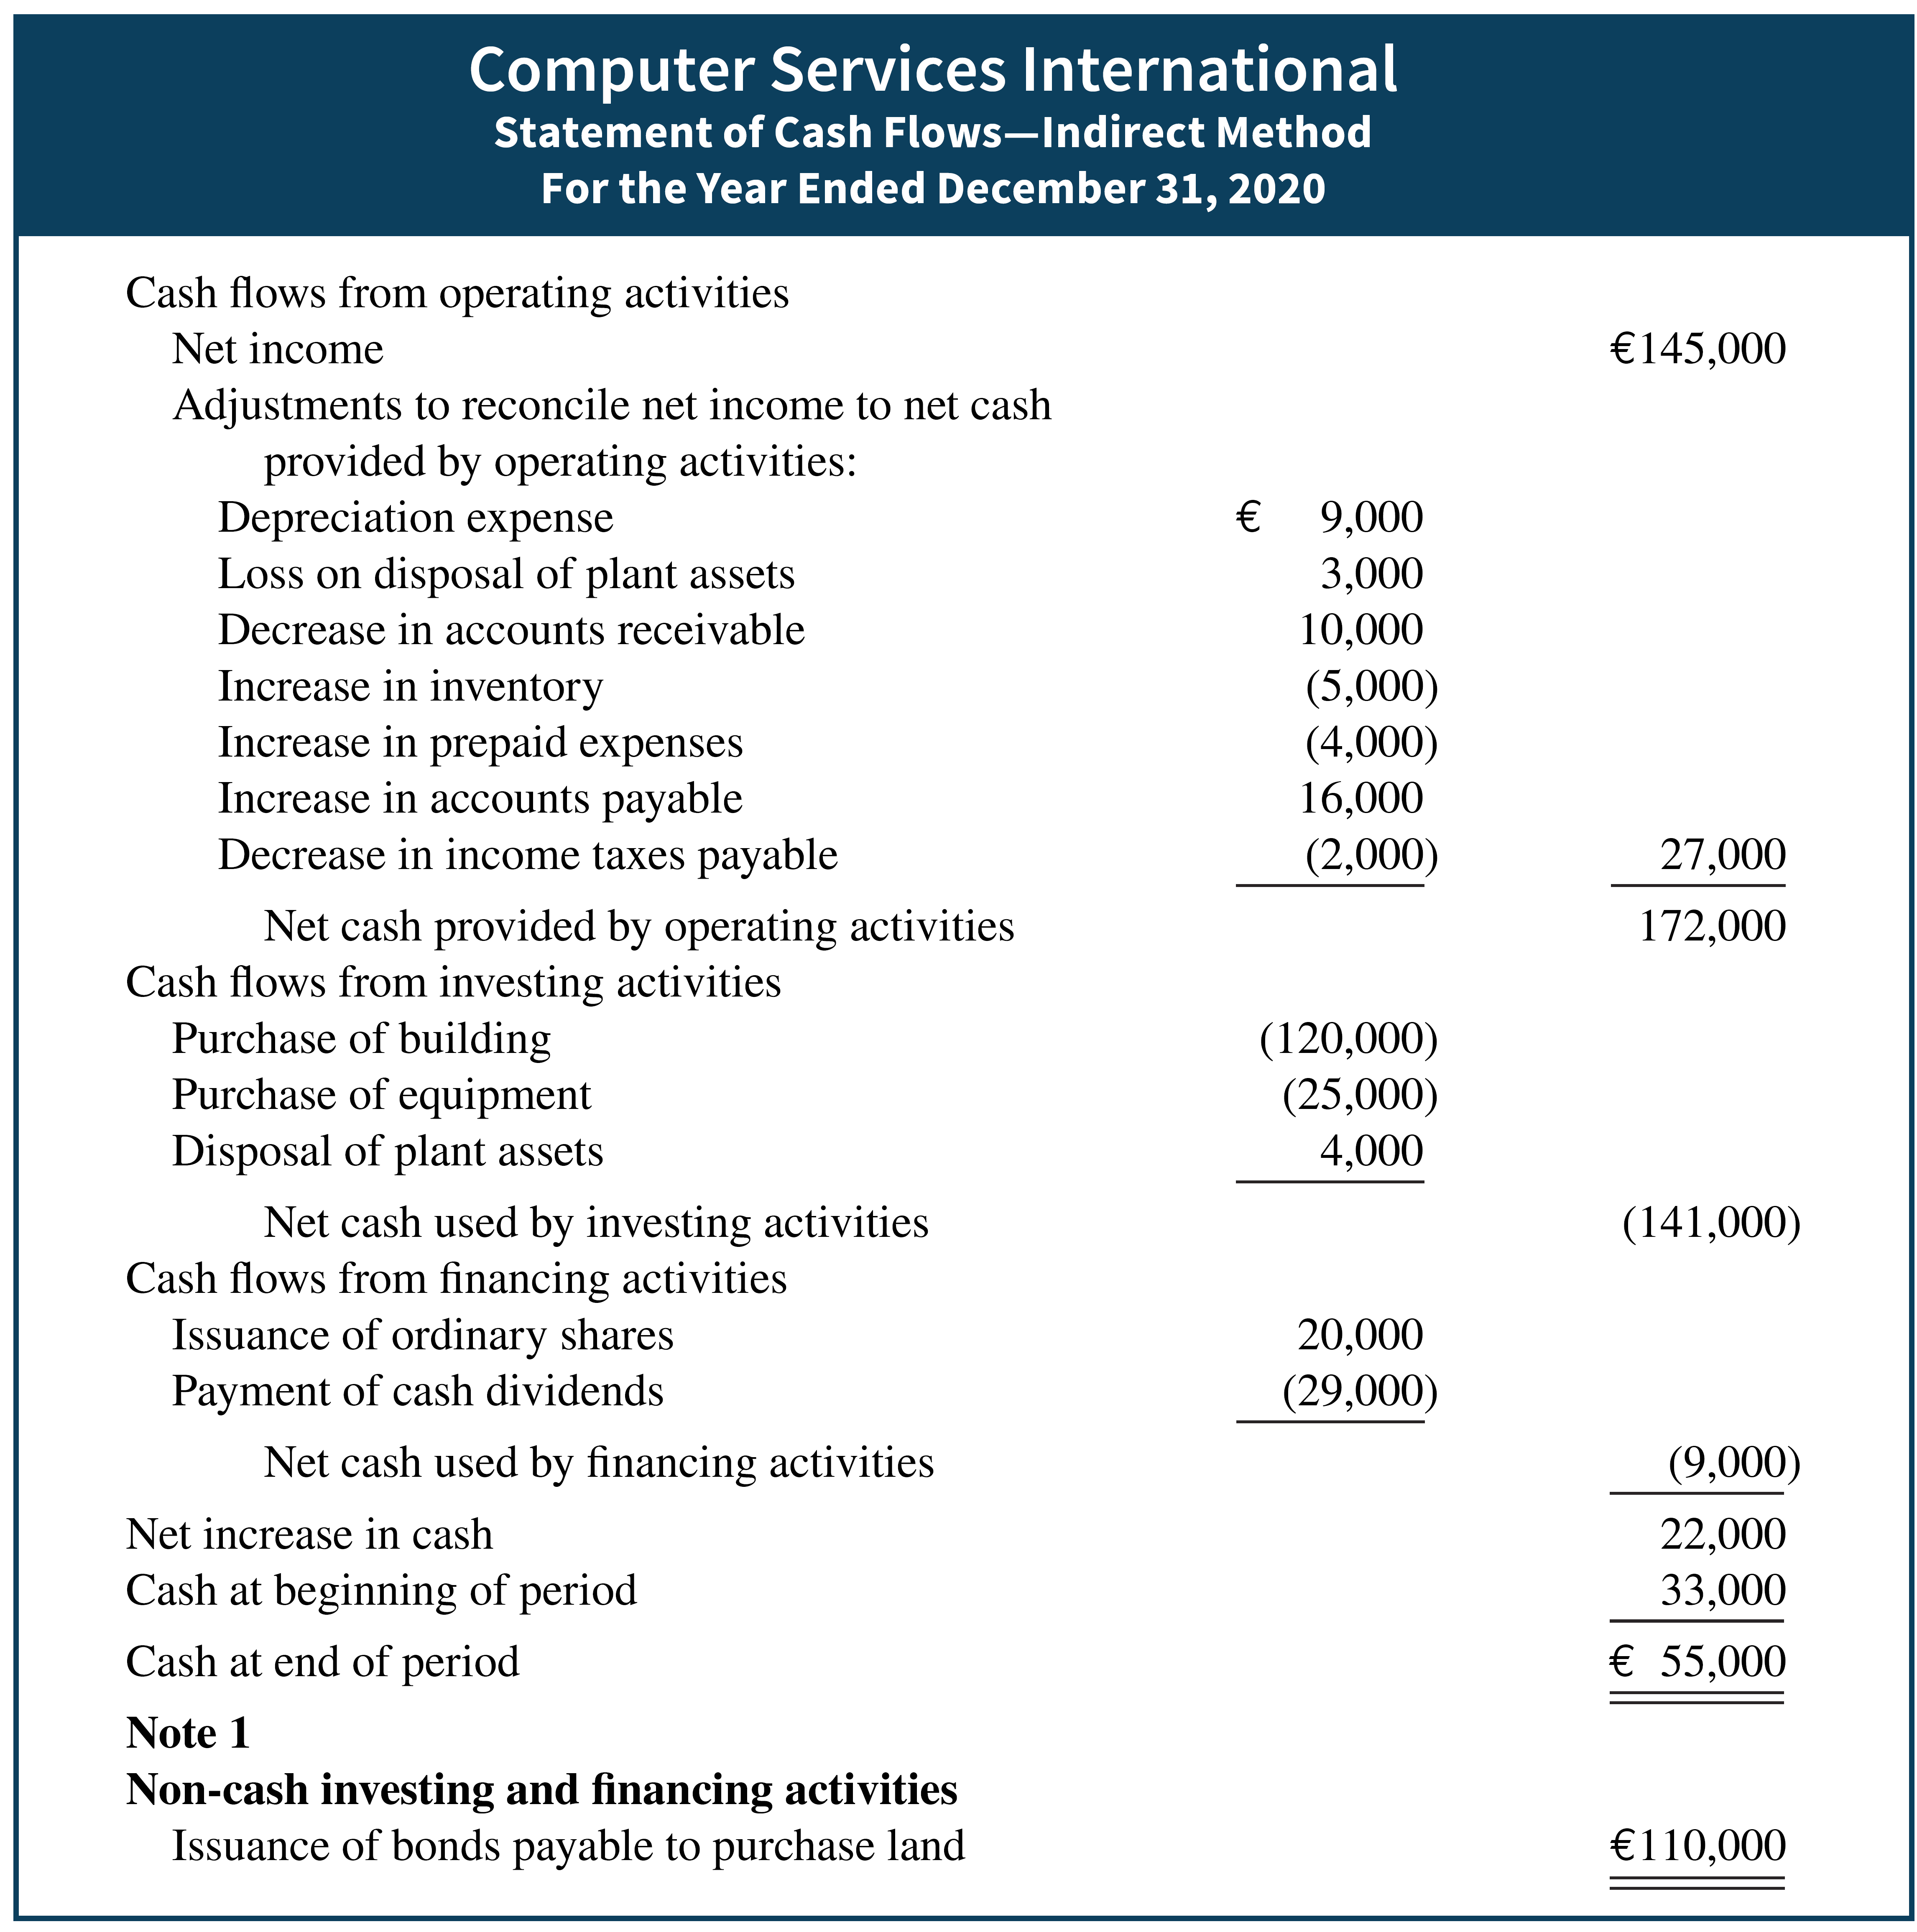 Computer Services International
Statement of Cash Flows—Indirect Method
For the Year Ended December 31, 2020
Cash flows from operating activities
Net income €145,000
Adjustments to reconcile net income to net cash
provided by operating activities:
Depreciation expense € 9,000
Loss on disposal of plant assets 3,000
Decrease in accounts receivable 10,000
Increase in inventory (5,000)
Increase in prepaid expenses (4,000)
Increase in accounts payable 16,000
Decrease in income taxes payable (2,000) 27,000
Net cash provided by operating activities 172,000
Cash flows from investing activities
Purchase of building (120,000)
Purchase of equipment (25,000)
Disposal of plant assets 4,000
Net cash used by investing activities (141,000)
Cash flows from financing activities
Issuance of ordinary shares 20,000
Payment of cash dividends (29,000)
Net cash used by financing activities (9,000)
Net increase in cash 22,000
Cash at beginning of period 33,000
Cash at end of period € 55,000
Note 1
Non-cash investing and financing activities
Issuance of bonds payable to purchase land €110,000